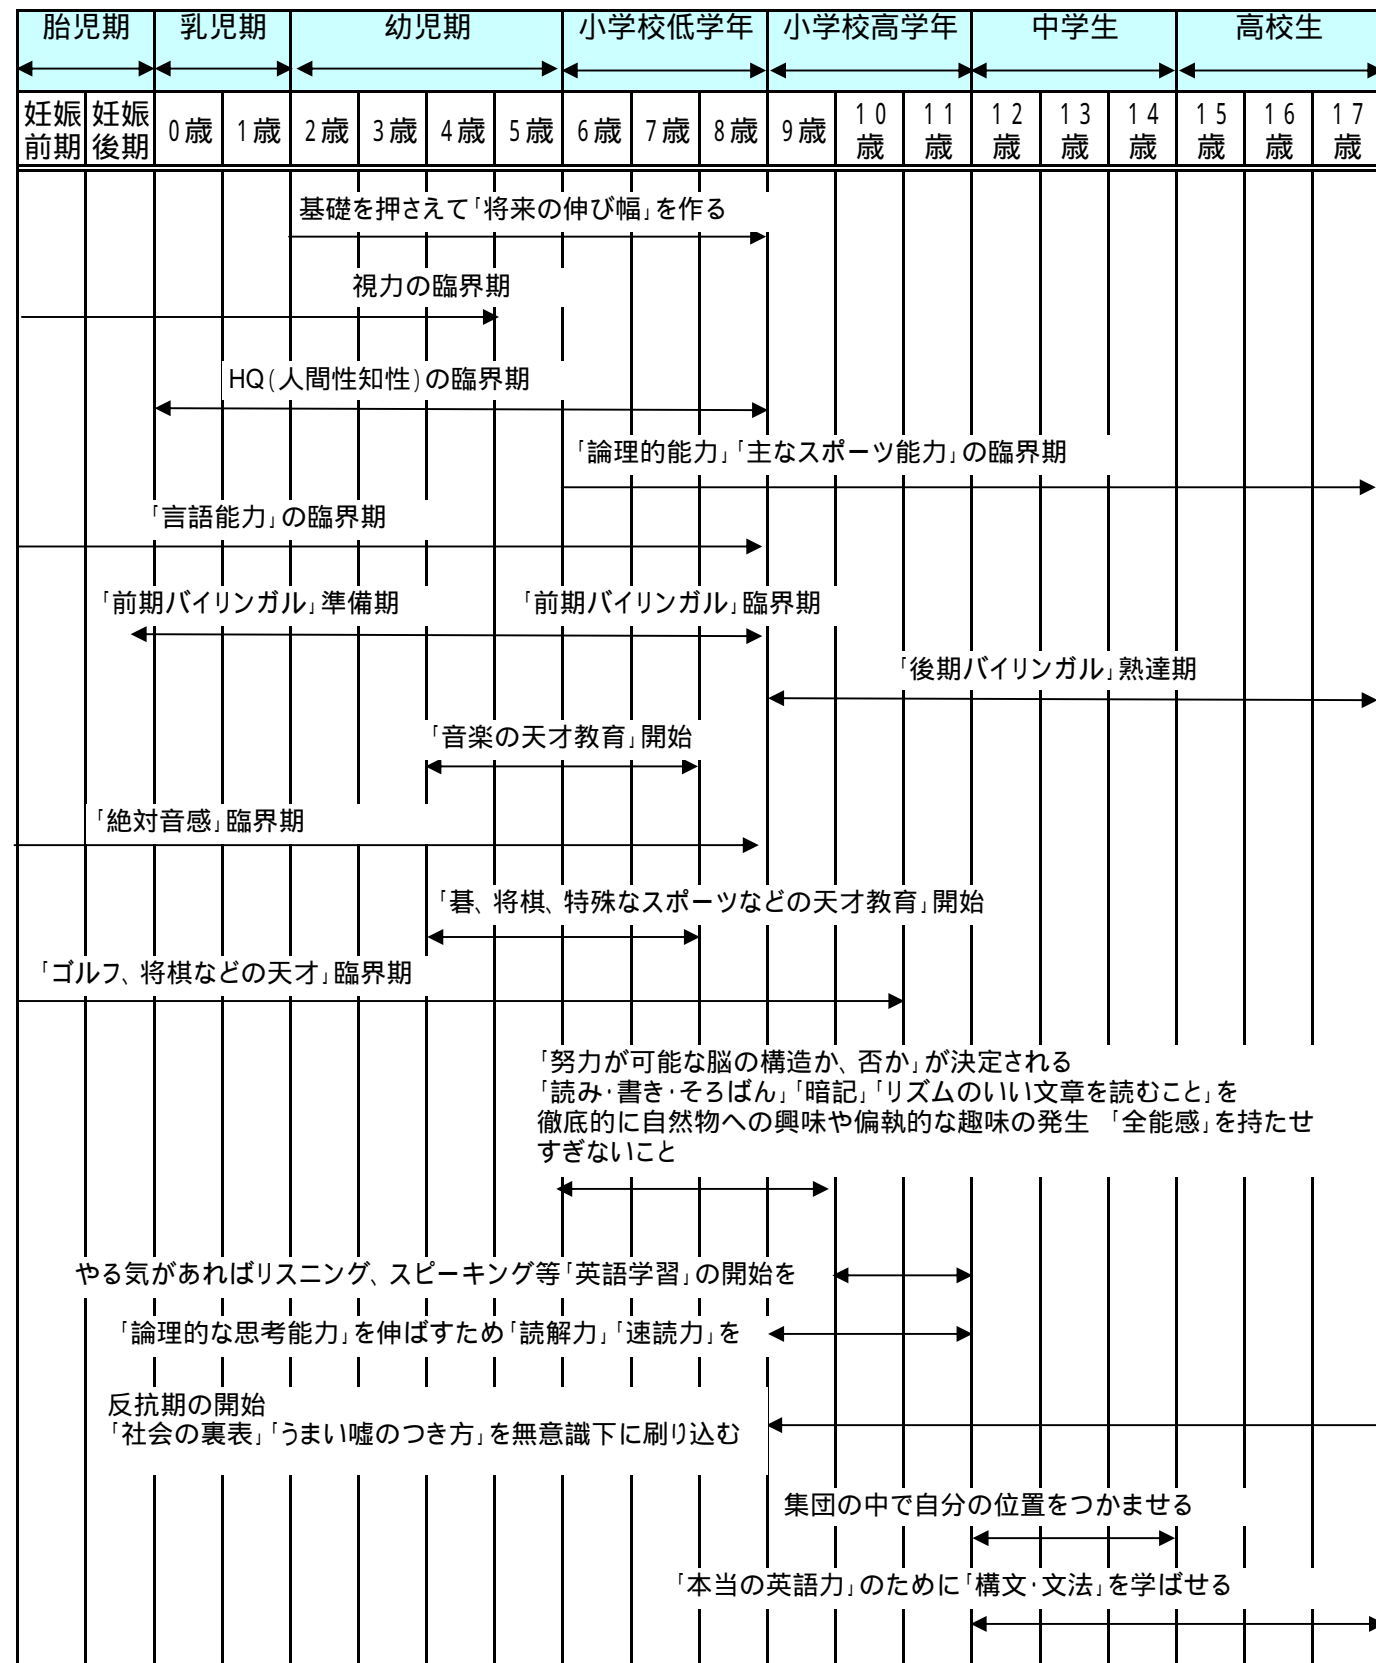 胎児期 乳児期 幼児期 小学校低学年 小学校高学年 中学生 高校生
妊娠前期 妊娠後期 0歳 1歳 2歳 3歳 4歳 5歳 6歳 7歳 8歳 9歳 10歳 11歳 12歳 13歳 14歳 15歳 16歳 17歳
基礎を押さえて「将来の伸び幅」を作る
視力の臨界期
HQ(人間性知性)の臨界期
「論理的能力」「主なスポーツ能力」の臨界期
「言語能力」の臨界期
「前期バイリンガル」準備期 「前期バイリンガル」臨界期
「後期バイリンガル」熟達期
「音楽の天才教育」開始
「絶対音感」臨界期
「碁、将棋、特殊なスポーツなどの天才教育」開始
「ゴルフ、将棋などの天才」臨界期
「努力が可能な脳の構造か、否か」が決定される
「読み・書き・そろばん」「暗記」「リズムのいい文章を読むこと」を
徹底的に自然物への興味や偏執的な趣味の発生 「全能感」を持たせ
すぎないこと
やる気があればリスニング、スピーキング等「英語学習」の開始を
「論理的な思考能力」を伸ばすため「読解力」「速読力」を
反抗期の開始
「社会の裏表」「うまい嘘のつき方」を無意識下に刷り込む
集団の中で自分の位置をつかませる
「本当の英語力」のために「構文・文法」を学ばせる